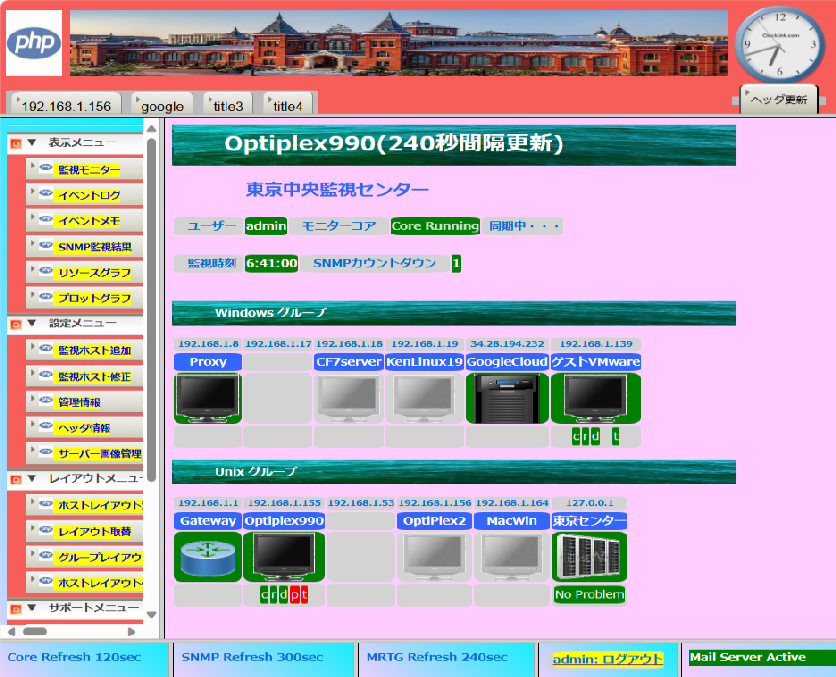 php
12
9
3
6
ClockLink.com
192.168.1.156
google
title3
title4
ヘッダ更新
▼ 表示メニュー
監視モニター
イベントログ
イベントメモ
SNMP監視結果
リソースグラフ
プロットグラフ
▼ 設定メニュー
監視ホスト追加
監視ホスト修正
管理情報
ヘッダ情報
サーバー画像管理
▼ レイアウトメニュー
ホストレイアウト
レイアウト取替
グループレイアウ
ホストレイアウト
▼ サポートメニュー
Optiplex990(240秒間隔更新)
東京中央監視センター
ユーザー admin モニターコア Core Running 同期中・・・
監視時刻 6:41:00 SNMPカウントダウン 1
Windows グループ
192.168.1.8 192.168.1.17 192.168.1.18 192.168.1.19 34.28.194.232 192.168.1.139
Proxy CF7server KenLinux19 GoogleCloud ゲストVMware
c r d t
Unix グループ
192.168.1.1 192.168.1.155 192.168.1.53 192.168.1.156 192.168.1.164 127.0.0.1
Gateway Optiplex990 OptiPlex2 MacWin 東京センター
c r d p t No Problem
Core Refresh 120sec
SNMP Refresh 300sec
MRTG Refresh 240sec
admin: ログアウト
Mail Server Active